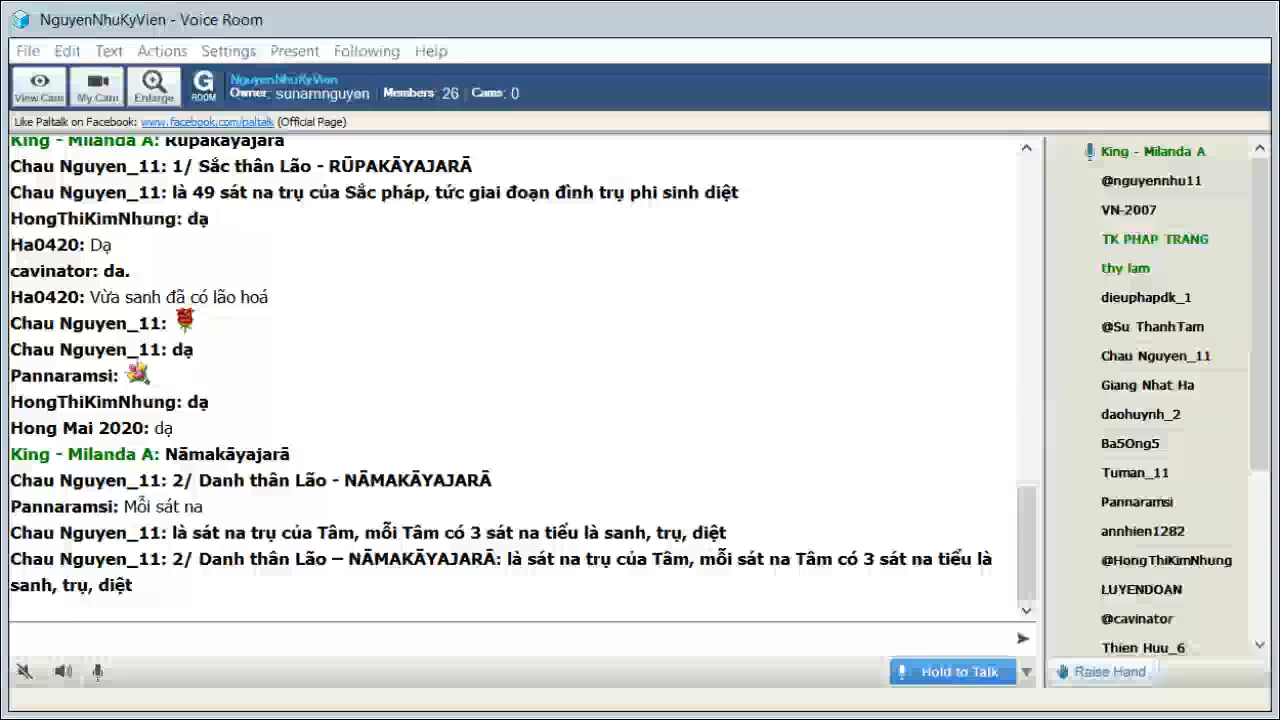 NguyenNhuKyVien - Voice Room
File Edit Text Actions Settings Present Following Help
View Cam My Cam Enlarge G ROOM NguyenNhuKyVien
Owner: sunamnguyen Members: 26 Cams: 0
Like Paltalk on Facebook: www.facebook.com/paltalk (Official Page)
King - Milanda A: Rūpakāyajarā
Chau Nguyen_11: 1/ Sắc thân Lão - RŪPAKĀYAJARĀ
Chau Nguyen_11: là 49 sát na trụ của Sắc pháp, tức giai đoạn đình trụ phi sinh diệt
HongThiKimNhung: dạ
Ha0420: Dạ
cavinator: da.
Ha0420: Vừa sanh đã có lão hoá
Chau Nguyen_11:
Chau Nguyen_11: dạ
Pannaramsi:
HongThiKimNhung: dạ
Hong Mai 2020: dạ
King - Milanda A: Nāmakāyajarā
Chau Nguyen_11: 2/ Danh thân Lão - NĀMAKĀYAJARĀ
Pannaramsi: Mỗi sát na
Chau Nguyen_11: là sát na trụ của Tâm, mỗi Tâm có 3 sát na tiểu là sanh, trụ, diệt
Chau Nguyen_11: 2/ Danh thân Lão – NĀMAKĀYAJARĀ: là sát na trụ của Tâm, mỗi sát na Tâm có 3 sát na tiểu là
sanh, trụ, diệt
King - Milanda A
@nguyennhu11
VN-2007
TK PHAP TRANG
thy lam
dieuphapdk_1
@Su ThanhTam
Chau Nguyen_11
Giang Nhat Ha
daohuynh_2
Ba5Ong5
Tuman_11
Pannaramsi
annhien1282
@HongThiKimNhung
LUYENDOAN
@cavinator
Thien Huu_6
Hold to Talk
Raise Hand